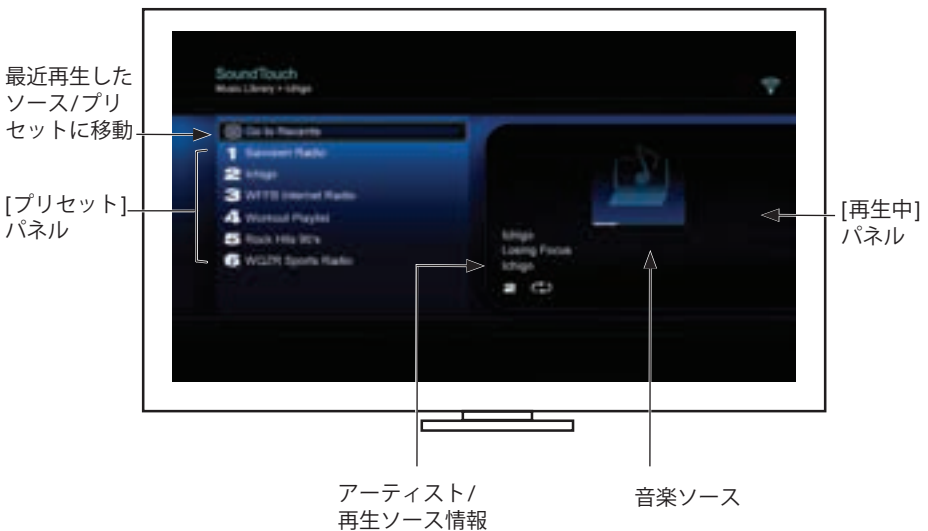 最近再生した
ソース/プリ
セットに移動
[プリセット]
パネル
SoundTouch
Music Library • Ichigo
Go to Recents
1 Sawveen Radio
2 Ichigo
3 WFTB Internet Radio
4 Workout Playlist
5 Rock Hits 90's
6 WGZR Sports Radio
Ichigo
Losing Focus
Ichigo
2
[再生中]
パネル
アーティスト/
再生ソース情報
音楽ソース